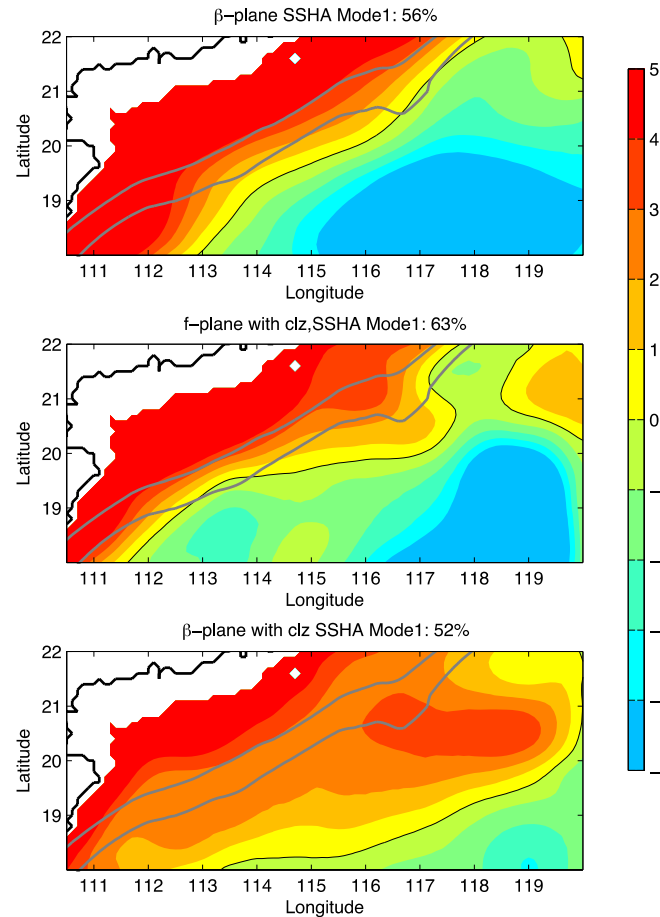 β−plane SSHA Mode1: 56%
22
21
20
19
Latitude
111 112 113 114 115 116 117 118 119
Longitude
f−plane with clz,SSHA Mode1: 63%
22
21
20
19
Latitude
111 112 113 114 115 116 117 118 119
Longitude
β−plane with clz SSHA Mode1: 52%
22
21
20
19
Latitude
111 112 113 114 115 116 117 118 119
Longitude
5
4
3
2
1
0
−
−
−
−
−